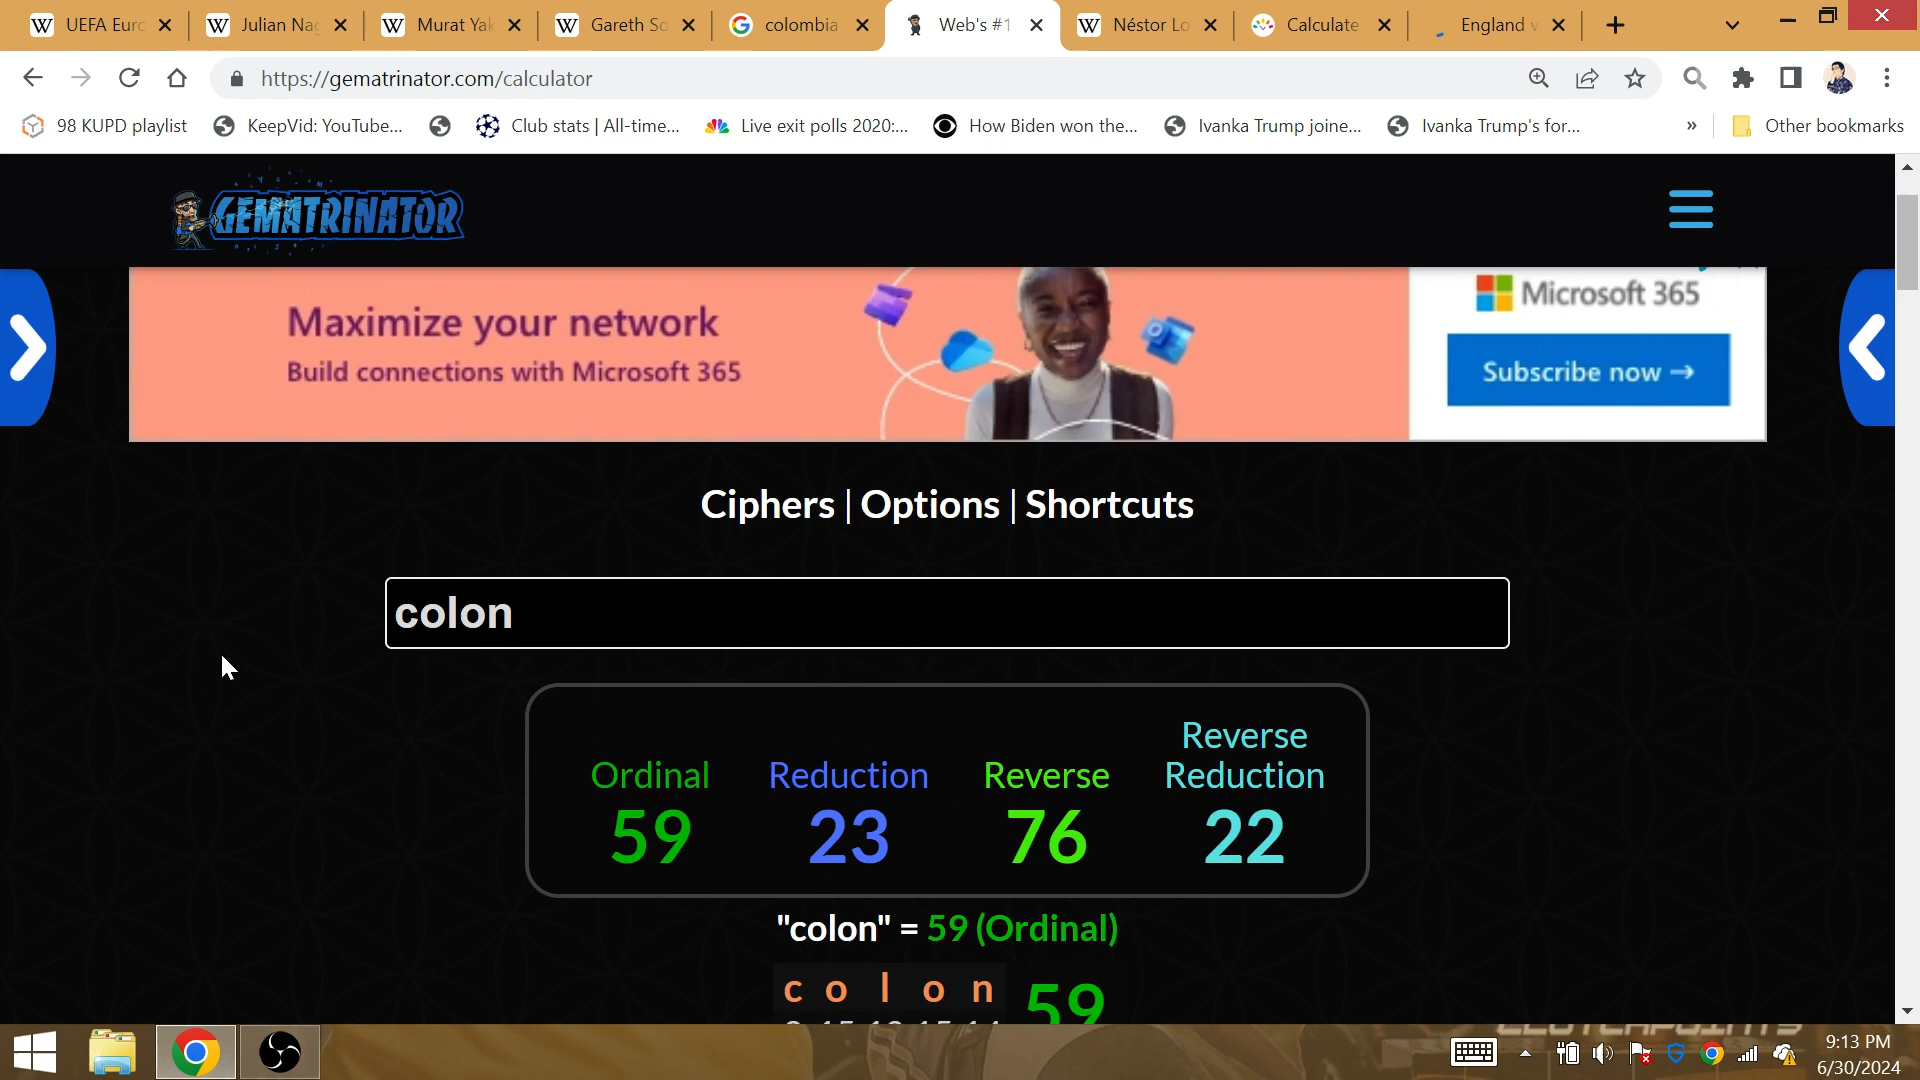 UEFA Euro
Julian Nag
Murat Yak
Gareth So
colombia
Web's #1
Néstor Lo
Calculate
England v
https://gematrinator.com/calculator
98 KUPD playlist
KeepVid: YouTube...
Club stats | All-time...
Live exit polls 2020:...
How Biden won the...
Ivanka Trump joine...
Ivanka Trump's for...
»
Other bookmarks
GEMATRINATOR
Maximize your network
Build connections with Microsoft 365
Microsoft 365
Subscribe now →
Ciphers | Options | Shortcuts
colon
Ordinal
59
Reduction
23
Reverse
76
Reverse
Reduction
22
"colon" = 59 (Ordinal)
c o l o n
59
9:13 PM
6/30/2024